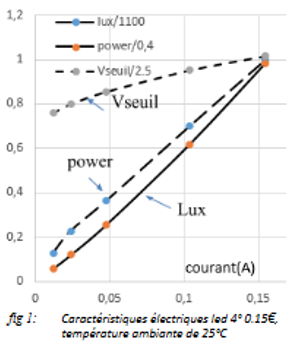 1,2
lux/1100
power/0,4
Vseuil/2.5
1
0,8
Vseuil
0,6
power
0,4
Lux
0,2
courant(A)
0
0 0,05 0,1 0,15
fig 1: Caractéristiques électriques led 4° 0.15€,
température ambiante de 25°C